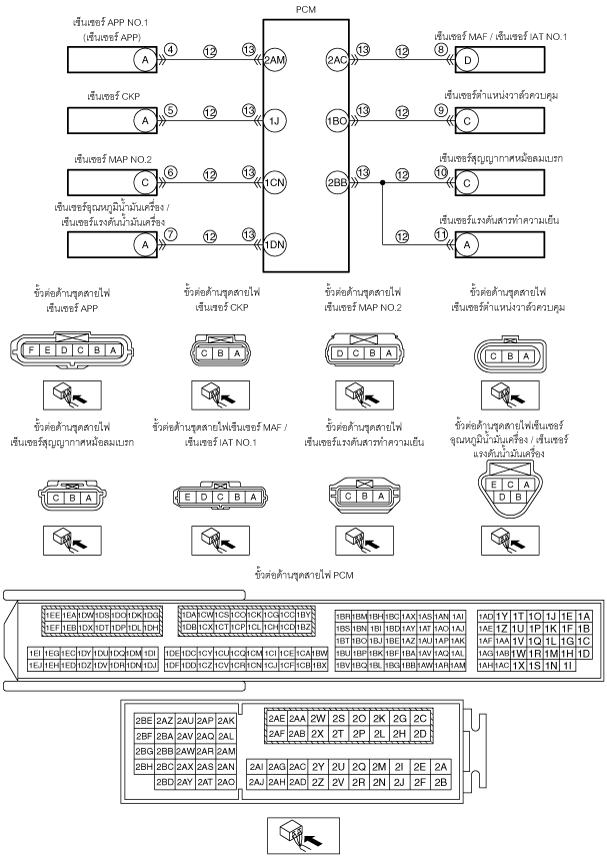 PCM
เซ็นเซอร์ APP NO.1
(เซ็นเซอร์ APP)
A 4 12 13 2AM
เซ็นเซอร์ CKP
A 5 12 13 1J
เซ็นเซอร์ MAP NO.2
C 6 12 13 1CN
เซ็นเซอร์อุณหภูมิน้ำมันเครื่อง /
เซ็นเซอร์แรงดันน้ำมันเครื่อง
A 7 12 13 1DN
เซ็นเซอร์ MAF / เซ็นเซอร์ IAT NO.1
2AC 13 12 8 D
เซ็นเซอร์ตำแหน่งวาล์วควบคุม
1BO 13 12 9 C
เซ็นเซอร์สุญญากาศหม้อลมเบรก
2BB 13 12 10 C
เซ็นเซอร์แรงดันสารทำความเย็น
12 11 A
ขั้วต่อด้านชุดสายไฟ
เซ็นเซอร์ APP
F E D C B A
ขั้วต่อด้านชุดสายไฟ
เซ็นเซอร์ CKP
C B A
ขั้วต่อด้านชุดสายไฟ
เซ็นเซอร์ MAP NO.2
D C B A
ขั้วต่อด้านชุดสายไฟ
เซ็นเซอร์ตำแหน่งวาล์วควบคุม
C B A
ขั้วต่อด้านชุดสายไฟ
เซ็นเซอร์สุญญากาศหม้อลมเบรก
C B A
ขั้วต่อด้านชุดสายไฟเซ็นเซอร์ MAF /
เซ็นเซอร์ IAT NO.1
E D C B A
ขั้วต่อด้านชุดสายไฟ
เซ็นเซอร์แรงดันสารทำความเย็น
C B A
ขั้วต่อด้านชุดสายไฟเซ็นเซอร์
อุณหภูมิน้ำมันเครื่อง / เซ็นเซอร์
แรงดันน้ำมันเครื่อง
E C A
D B
ขั้วต่อด้านชุดสายไฟ PCM
1EE 1EA 1DW 1DS 1DO 1DK 1DG
1EF 1EB 1DX 1DT 1DP 1DL 1DH
1EI 1EG 1EC 1DY 1DU 1DQ 1DM 1DI
1EJ 1EH 1ED 1DZ 1DV 1DR 1DN 1DJ
1DA 1CW 1CS 1CO 1CK 1CG 1CC 1BY
1DB 1CX 1CT 1CP 1CL 1CH 1CD 1BZ
1DE 1DC 1CY 1CU 1CQ 1CM 1CI 1CE 1CA 1BW
1DF 1DD 1CZ 1CV 1CR 1CN 1CJ 1CF 1CB 1BX
1BR 1BM 1BH 1BC 1AX 1AS 1AN 1AI
1BS 1BN 1BI 1BD 1AY 1AT 1AO 1AJ
1BT 1BO 1BJ 1BE 1AZ 1AU 1AP 1AK
1BU 1BP 1BK 1BF 1BA 1AV 1AQ 1AL
1BV 1BQ 1BL 1BG 1BB 1AW 1AR 1AM
1AD 1Y 1T 1O 1J 1E 1A
1AE 1Z 1U 1P 1K 1F 1B
1AF 1AA 1V 1Q 1L 1G 1C
1AG 1AB 1W 1R 1M 1H 1D
1AH 1AC 1X 1S 1N 1I
2BE 2AZ 2AU 2AP 2AK
2BF 2BA 2AV 2AQ 2AL
2BG 2BB 2AW 2AR 2AM
2BH 2BC 2AX 2AS 2AN
2BD 2AY 2AT 2AO
2AE 2AA 2W 2S 2O 2K 2G 2C
2AF 2AB 2X 2T 2P 2L 2H 2D
2AI 2AG 2AC 2Y 2U 2Q 2M 2I 2E 2A
2AJ 2AH 2AD 2Z 2V 2R 2N 2J 2F 2B